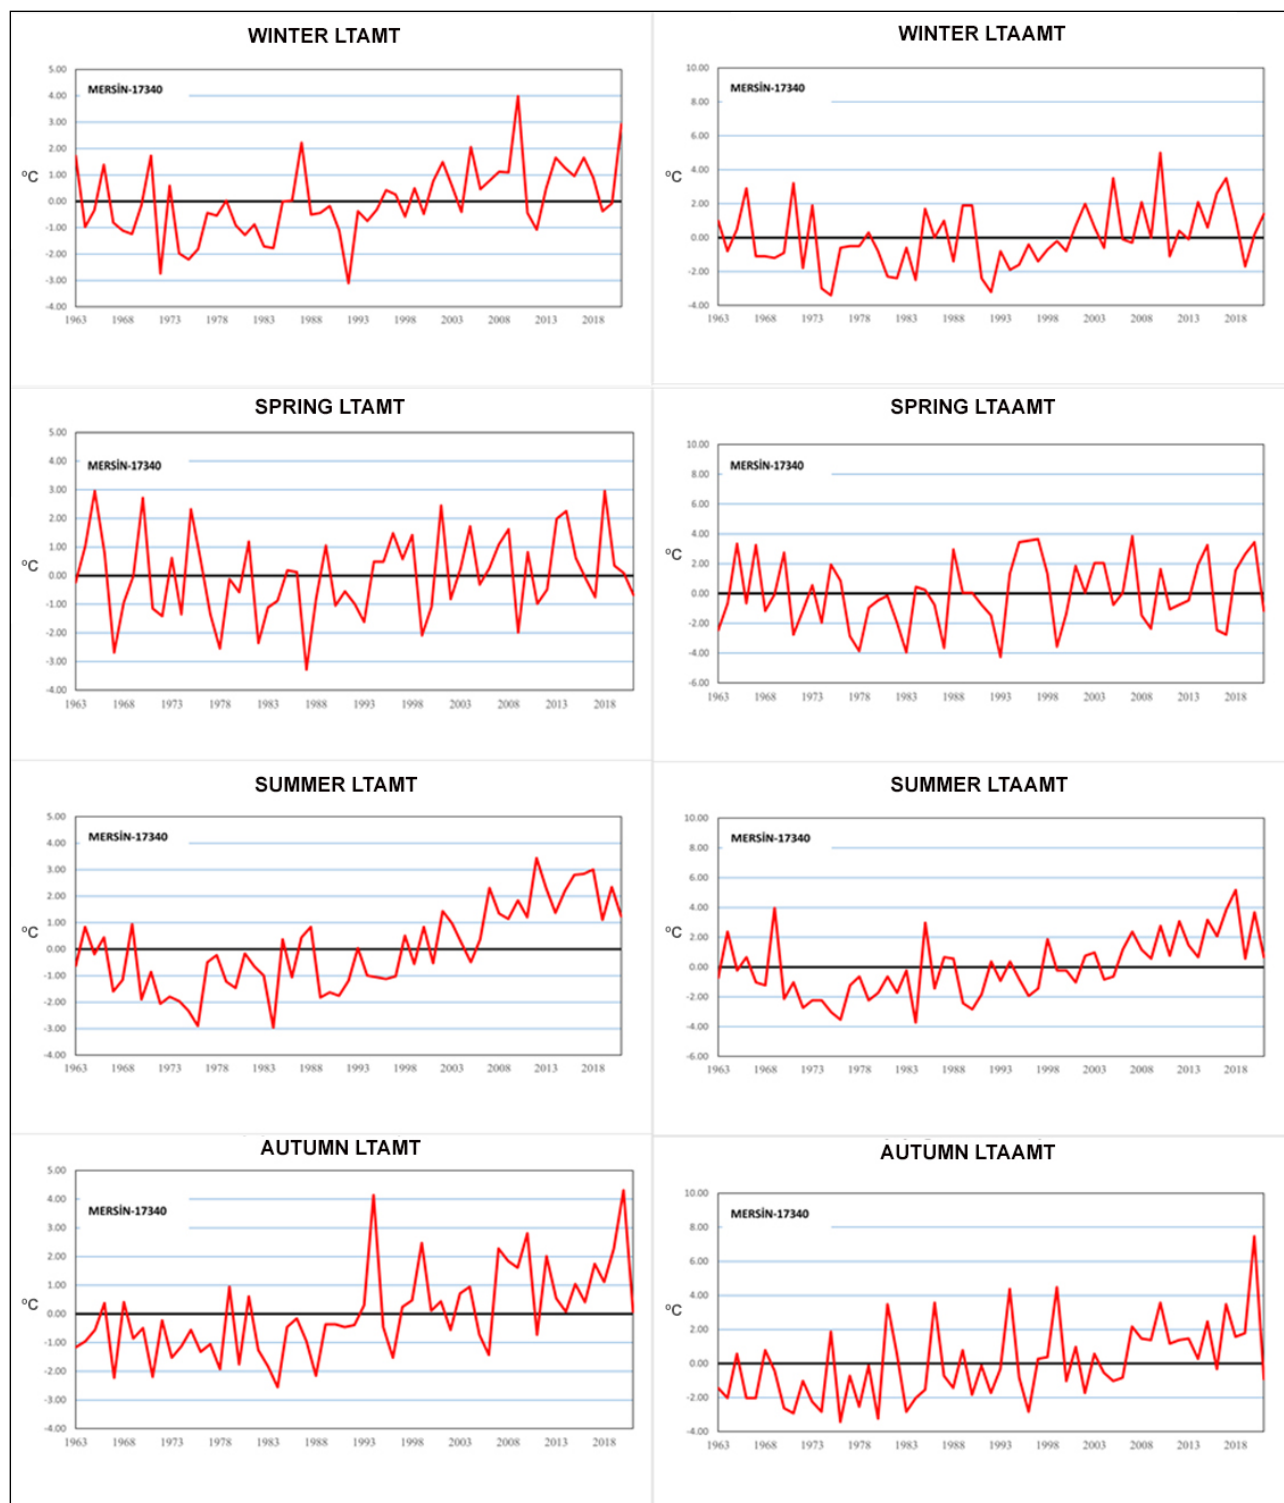 WINTER LTAMT
5.00
MERSİN-17340
4.00
3.00
2.00
°C
1.00
0.00
-1.00
-2.00
-3.00
-4.00
1963 1968 1973 1978 1983 1988 1993 1998 2003 2008 2013 2018
WINTER LTAAMT
10.00
MERSİN-17340
8.00
6.00
4.00
°C
2.00
0.00
-2.00
-4.00
1963 1968 1973 1978 1983 1988 1993 1998 2003 2008 2013 2018
SPRING LTAMT
5.00
MERSİN-17340
4.00
3.00
2.00
1.00
°C
0.00
-1.00
-2.00
-3.00
-4.00
1963 1968 1973 1978 1983 1988 1993 1998 2003 2008 2013 2018
SPRING LTAAMT
10.00
MERSİN-17340
8.00
6.00
4.00
°C
2.00
0.00
-2.00
-4.00
-6.00
1963 1968 1973 1978 1983 1988 1993 1998 2003 2008 2013 2018
SUMMER LTAMT
5.00
MERSİN-17340
4.00
3.00
2.00
1.00
°C
0.00
-1.00
-2.00
-3.00
-4.00
1963 1968 1973 1978 1983 1988 1993 1998 2003 2008 2013 2018
SUMMER LTAAMT
10.00
MERSİN-17340
8.00
6.00
4.00
°C
2.00
0.00
-2.00
-4.00
-6.00
1963 1968 1973 1978 1983 1988 1993 1998 2003 2008 2013 2018
AUTUMN LTAMT
5.00
4.00
MERSİN-17340
3.00
2.00
1.00
°C
0.00
-1.00
-2.00
-3.00
-4.00
1963 1968 1973 1978 1983 1988 1993 1998 2003 2008 2013 2018
AUTUMN LTAAMT
10.00
MERSİN-17340
8.00
6.00
4.00
°C
2.00
0.00
-2.00
-4.00
1963 1968 1973 1978 1983 1988 1993 1998 2003 2008 2013 2018